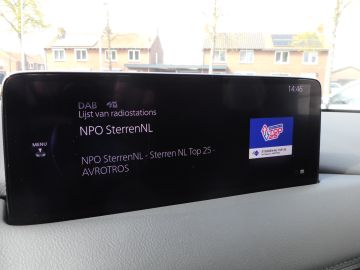 DAB
14:46
Lijst van radiostations
NPO SterrenNL
MENU
NPO SterrenNL - Sterren NL Top 25 -
AVROTROS